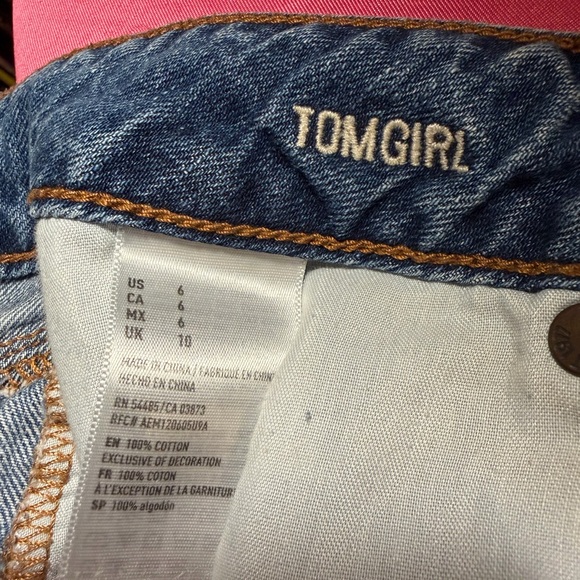 TOMGIRL
US 6
CA 6
MX 6
UK 10
MADE IN CHINA / FABRIQUE EN CHIN
HECHO EN CHINA
RN 54485/CA 03873
RFC# AEM120605U9A
EN 100% COTTON
EXCLUSIVE OF DECORATION
FR 100% COTON
À L'EXCEPTION DE LA GARNITUR
SP 100% algodón